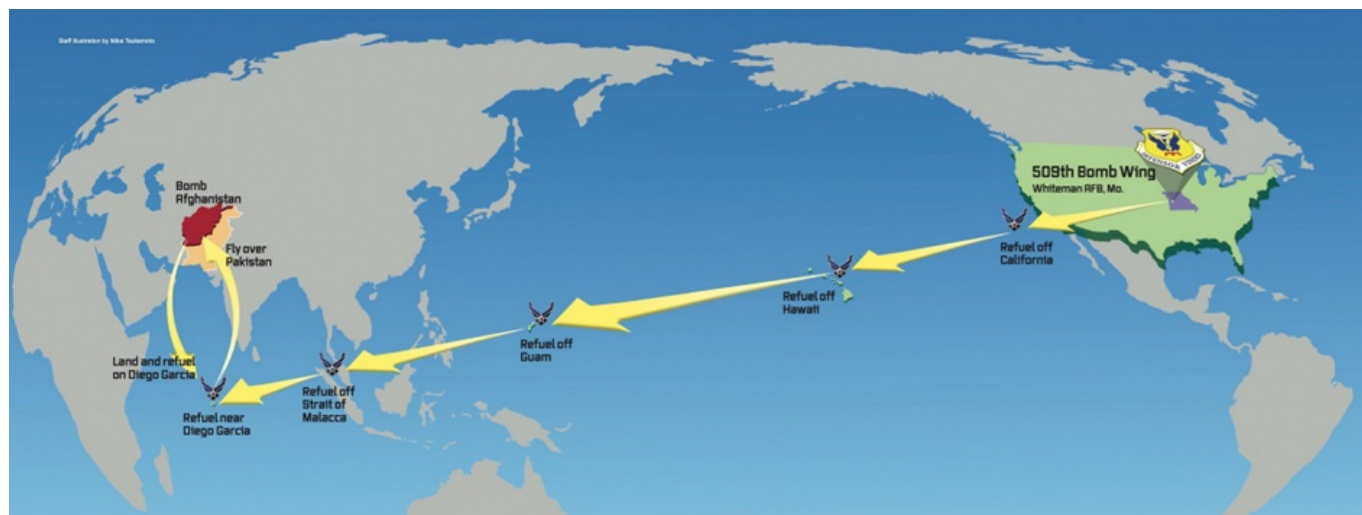 Staff illustration by Mike Tsukamoto
Bomb
Afghanistan
Fly over
Pakistan
Land and refuel
on Diego Garcia
Refuel near
Diego Garcia
Refuel off
Strait of
Malacca
Refuel off
Guam
Refuel off
Hawaii
Refuel off
California
509th Bomb Wing
Whiteman AFB, Mo.
DEFENSOR VINDEX